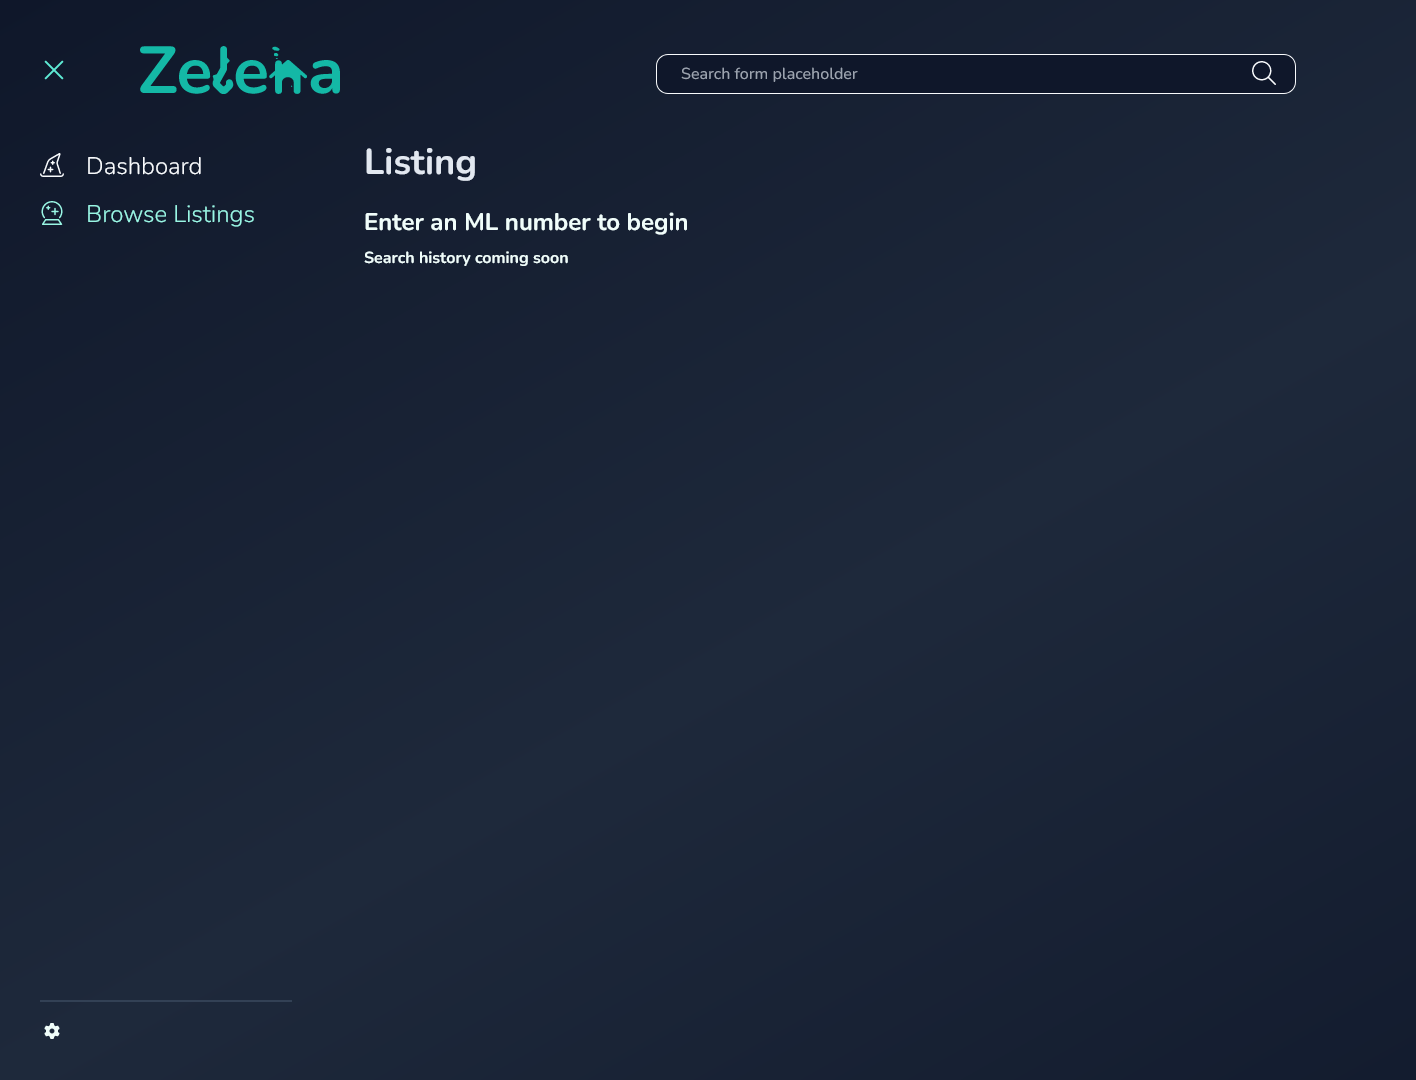 Zelena
Search form placeholder
Dashboard
Browse Listings
Listing
Enter an ML number to begin
Search history coming soon